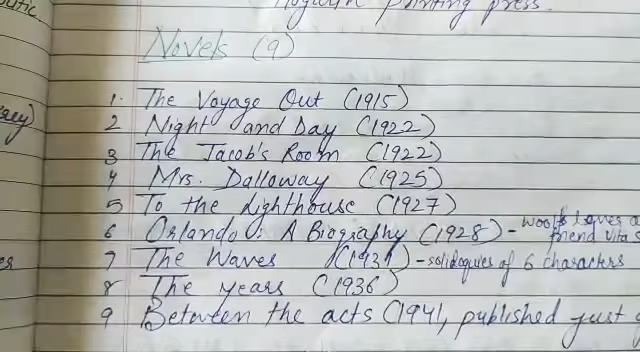 Hogarth printing press.
Novels (9)
1. The Voyage Out (1915)
2 Night and Day (1922)
3 The Jacob's Room (1922)
4 Mrs. Dalloway (1925)
5 To the Lighthouse (1927)
6 Orlando: A Biography (1928) - woolf's loves a
friend vita s
7 The Waves (1931) - soliloquies of 6 characters
8 The years (1936)
9 Between the acts (1941, published just